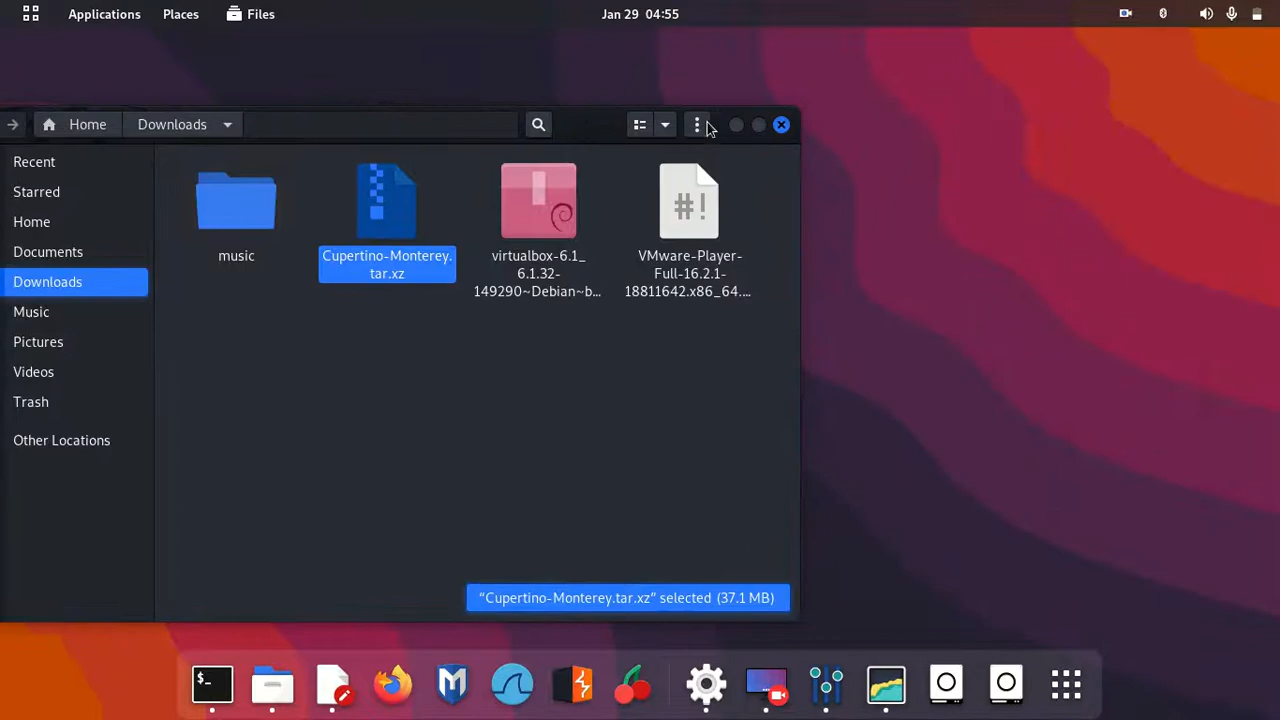 Applications Places Files Jan 29 04:55
Home Downloads
Recent
Starred
Home
Documents
Downloads
Music
Pictures
Videos
Trash
Other Locations
music
Cupertino-Monterey.
tar.xz
virtualbox-6.1_
6.1.32-
149290~Debian~b...
#!
VMware-Player-
Full-16.2.1-
18811642.x86_64....
“Cupertino-Monterey.tar.xz” selected (37.1 MB)
$_